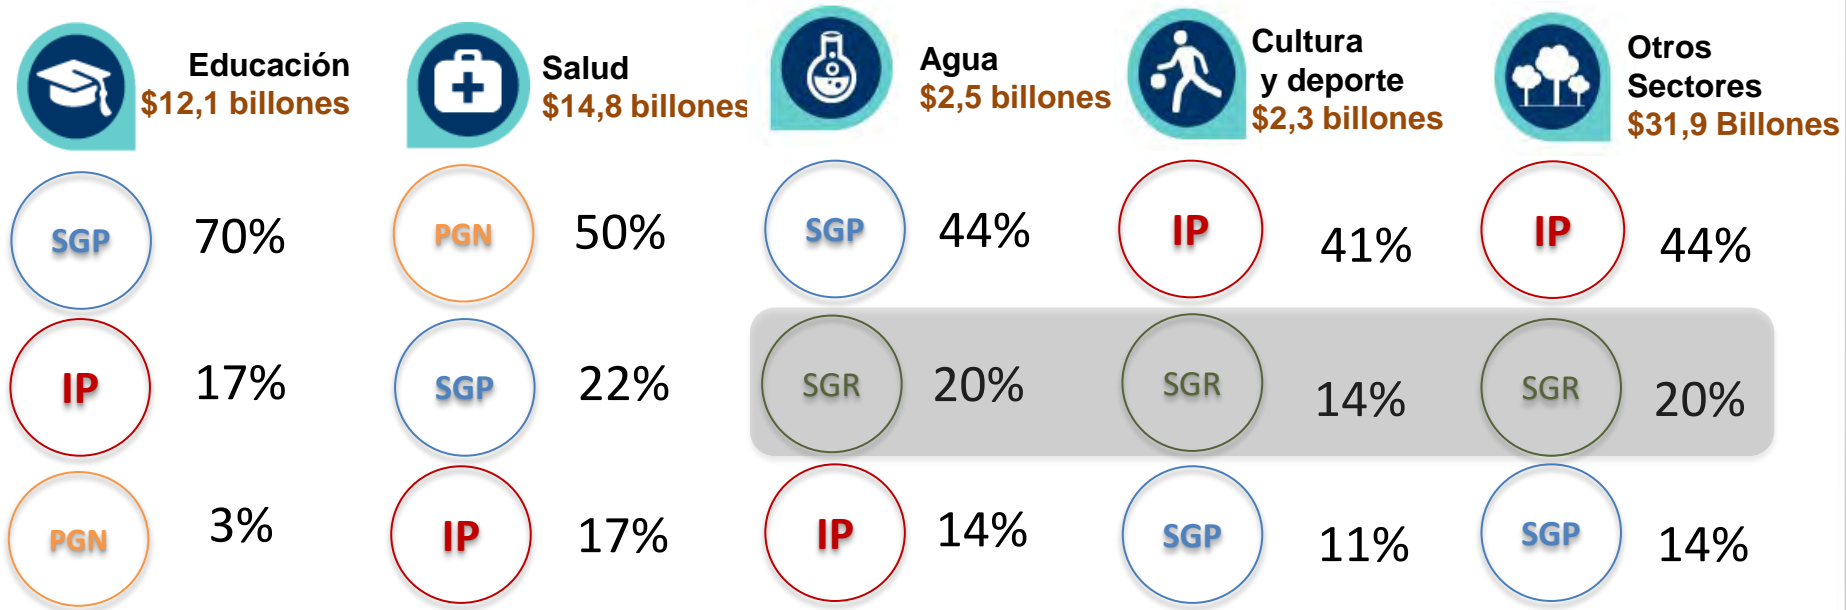 Educación
$12,1 billones
Salud
$14,8 billones
Agua
$2,5 billones
Cultura
y deporte
$2,3 billones
Otros
Sectores
$31,9 Billones
SGP 70%
PGN 50%
SGP 44%
IP 41%
IP 44%
IP 17%
SGP 22%
SGR 20%
SGR 14%
SGR 20%
PGN 3%
IP 17%
IP 14%
SGP 11%
SGP 14%